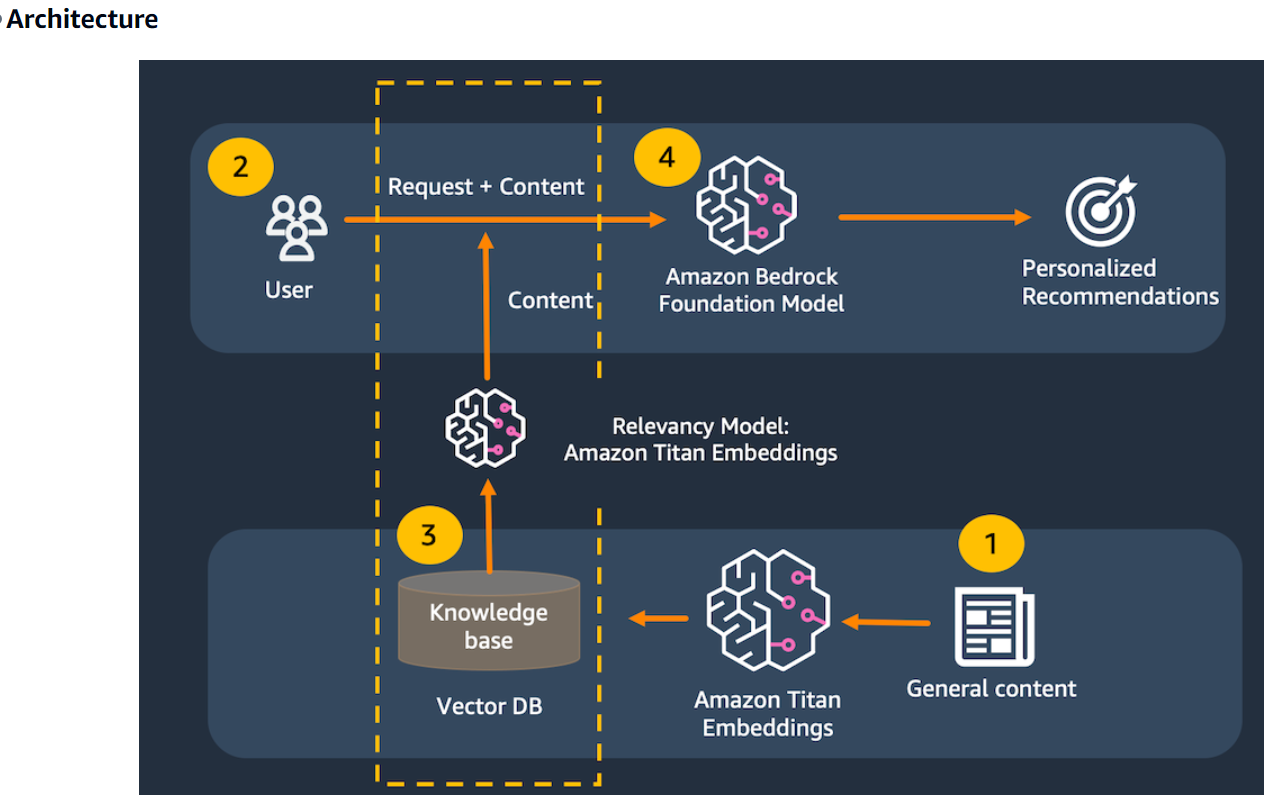 Architecture
2
4
Request + Content
User
Amazon Bedrock
Foundation Model
Personalized
Recommendations
Content
Relevancy Model:
Amazon Titan Embeddings
3
1
Knowledge
base
Vector DB
Amazon Titan
Embeddings
General content